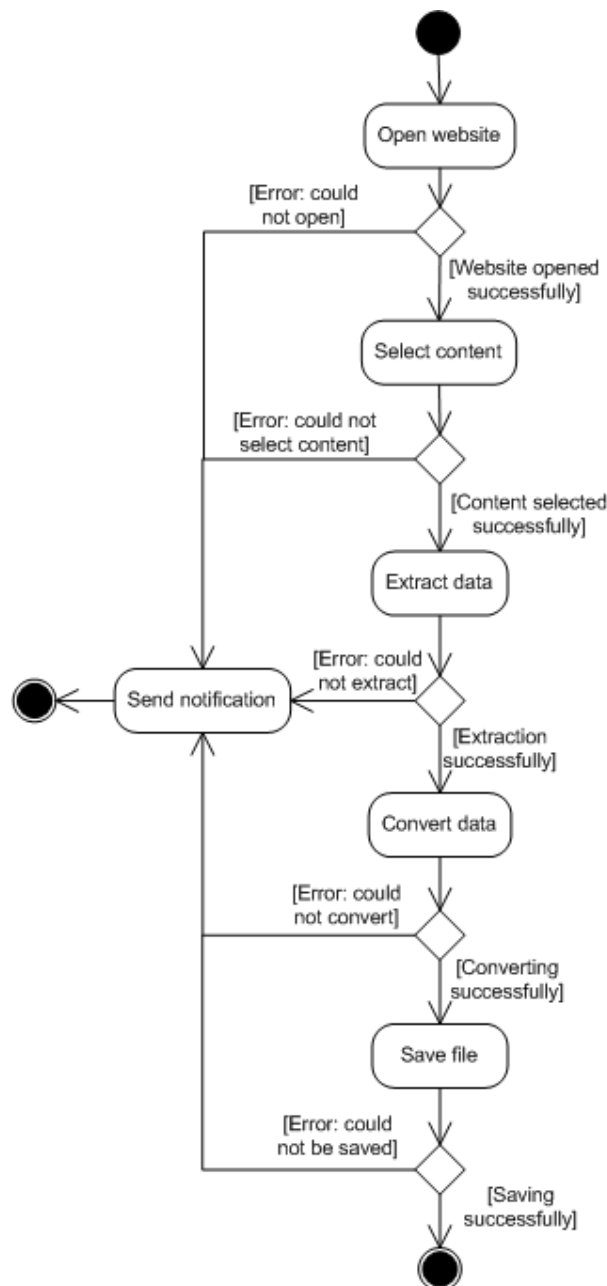 Open website
[Error: could
not open]
[Website opened
successfully]
Select content
[Error: could not
select content]
[Content selected
successfully]
Extract data
[Error: could
not extract]
Send notification
[Extraction
successfully]
Convert data
[Error: could
not convert]
[Converting
successfully]
Save file
[Error: could
not be saved]
[Saving
successfully]